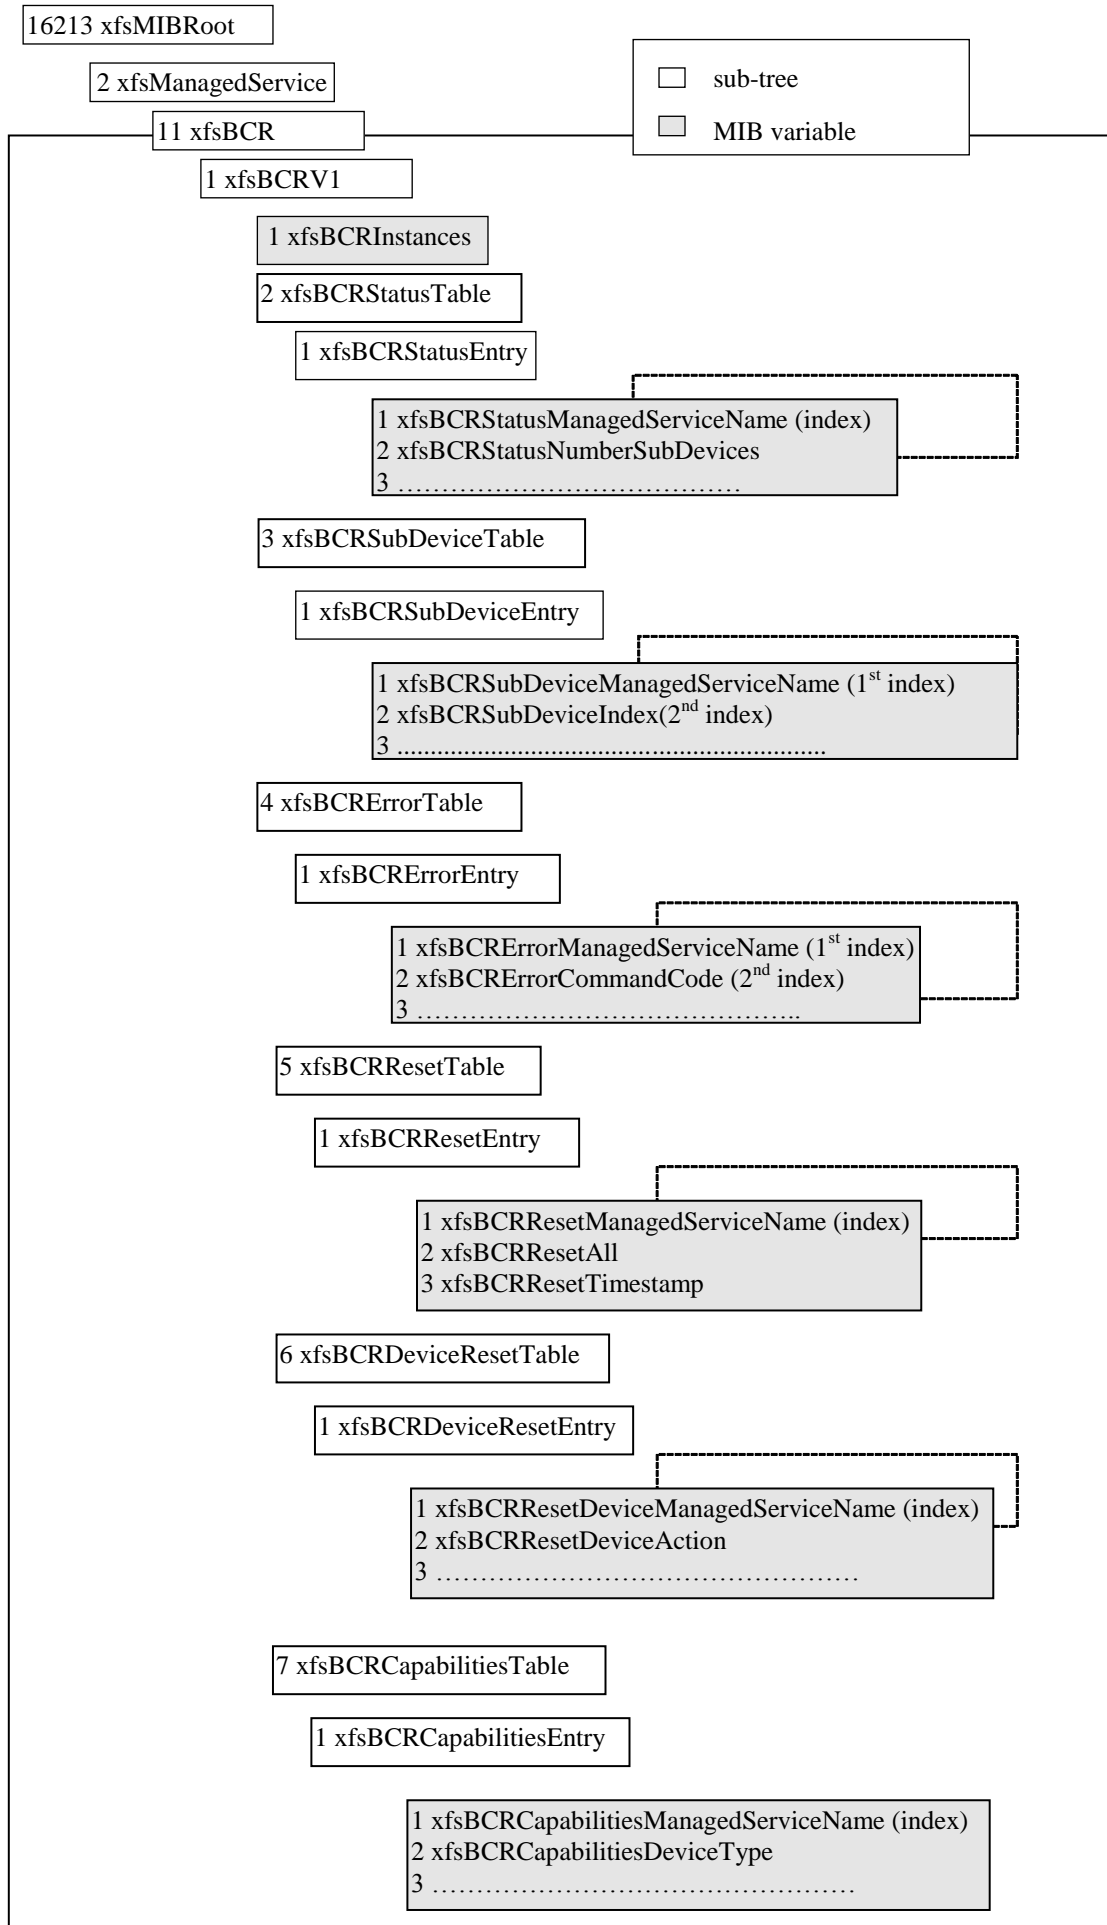 16213 xfsMIBRoot
2 xfsManagedService
sub-tree
MIB variable
11 xfsBCR
1 xfsBCRV1
1 xfsBCRInstances
2 xfsBCRStatusTable
1 xfsBCRStatusEntry
1 xfsBCRStatusManagedServiceName (index)
2 xfsBCRStatusNumberSubDevices
3 …………………………………
3 xfsBCRSubDeviceTable
1 xfsBCRSubDeviceEntry
1 xfsBCRSubDeviceManagedServiceName (1st index)
2 xfsBCRSubDeviceIndex(2nd index)
3 ................................................................
4 xfsBCRErrorTable
1 xfsBCRErrorEntry
1 xfsBCRErrorManagedServiceName (1st index)
2 xfsBCRErrorCommandCode (2nd index)
3 ……………………………………..
5 xfsBCRResetTable
1 xfsBCRResetEntry
1 xfsBCRResetManagedServiceName (index)
2 xfsBCRResetAll
3 xfsBCRResetTimestamp
6 xfsBCRDeviceResetTable
1 xfsBCRDeviceResetEntry
1 xfsBCRResetDeviceManagedServiceName (index)
2 xfsBCRResetDeviceAction
3 …………………………………………
7 xfsBCRCapabilitiesTable
1 xfsBCRCapabilitiesEntry
1 xfsBCRCapabilitiesManagedServiceName (index)
2 xfsBCRCapabilitiesDeviceType
3 …………………………………………